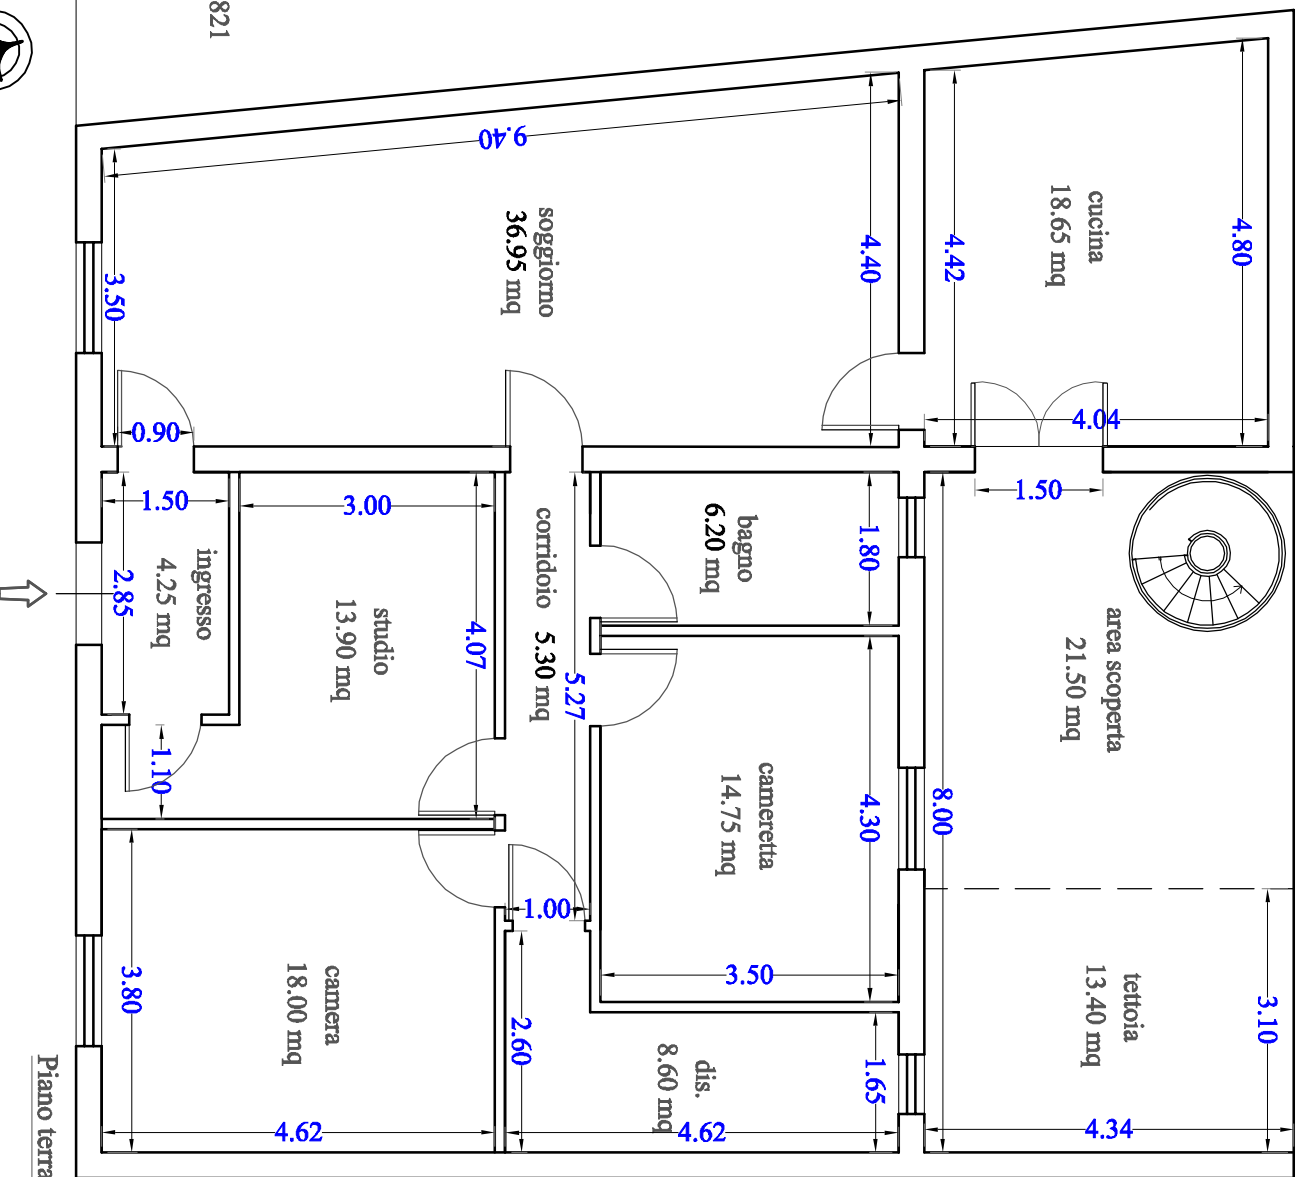 821
9.40
3.50
soggiorno
36.95 mq
4.40
4.42
cucina
18.65 mq
4.80
4.04
0.90
1.50
1.50
ingresso
4.25 mq
2.85
1.10
3.00
studio
13.90 mq
4.07
corridoio 5.30 mq
5.27
1.00
bagno
6.20 mq
1.80
cameretta
14.75 mq
4.30
3.50
area scoperta
21.50 mq
8.00
tettoia
13.40 mq
3.10
4.34
camera
18.00 mq
3.80
4.62
dis.
8.60 mq
2.60
1.65
4.62
Piano terra